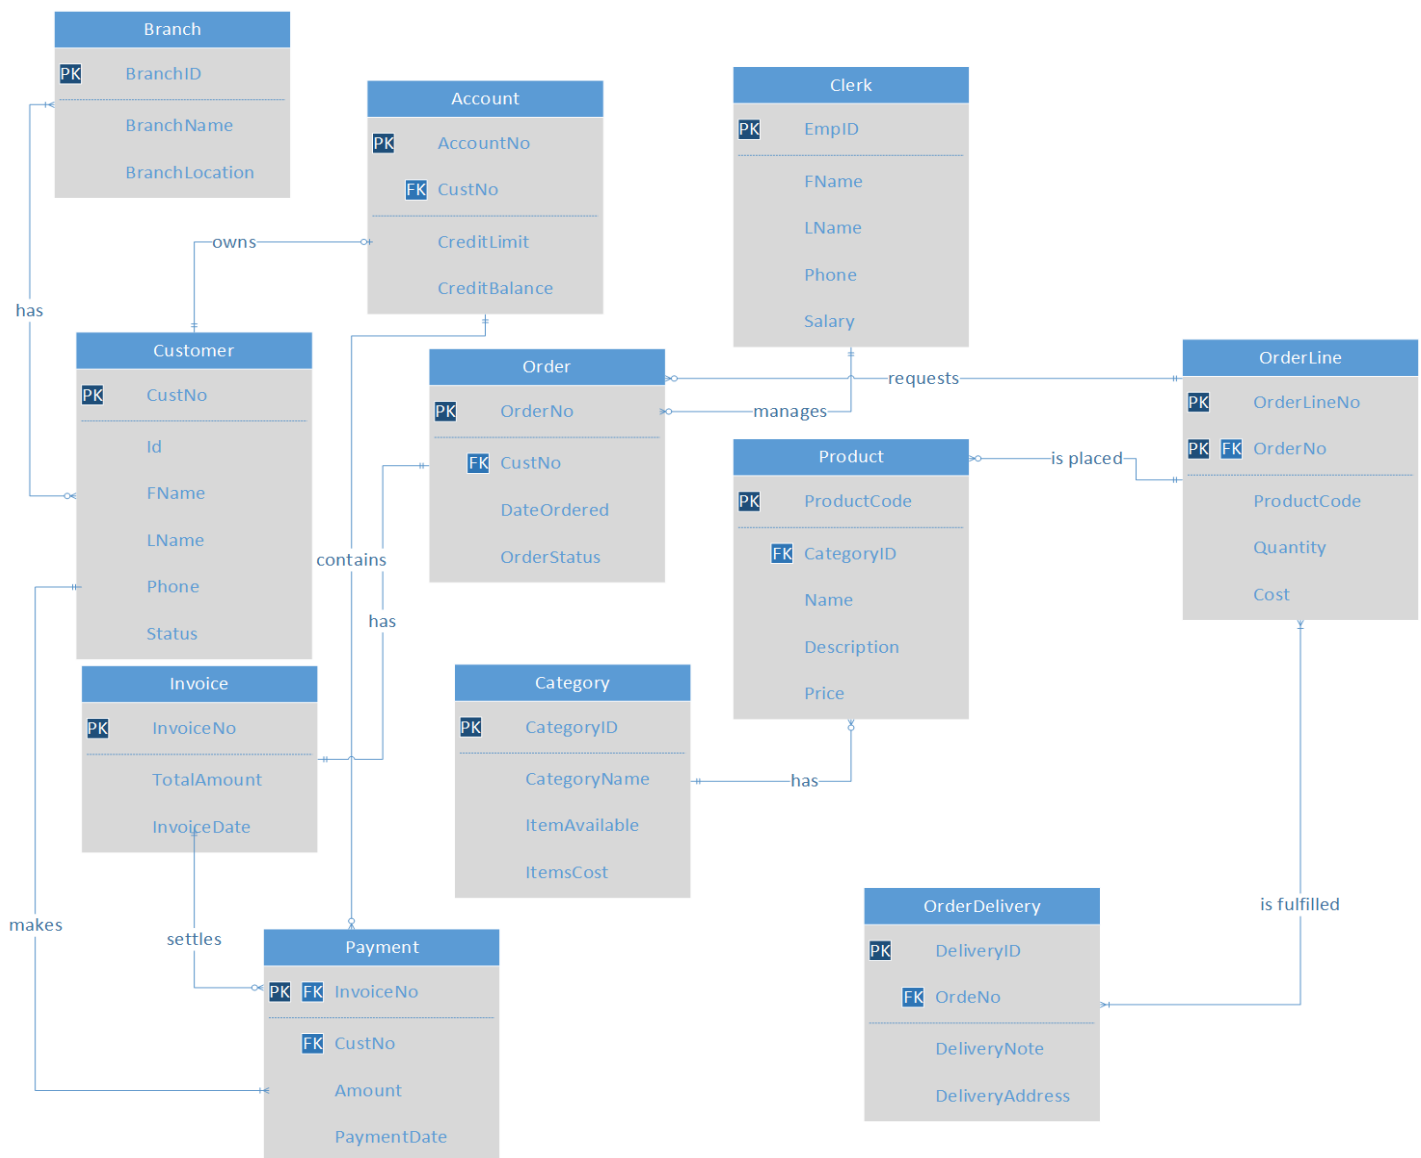 Branch
PK BranchID
BranchName
BranchLocation
Account
PK AccountNo
FK CustNo
CreditLimit
CreditBalance
Clerk
PK EmpID
FName
LName
Phone
Salary
owns
has
Customer
PK CustNo
Id
FName
LName
Phone
Status
Order
PK OrderNo
FK CustNo
DateOrdered
OrderStatus
requests
manages
OrderLine
PK OrderLineNo
PK FK OrderNo
ProductCode
Quantity
Cost
Product
PK ProductCode
FK CategoryID
Name
Description
Price
is placed
contains
has
Invoice
PK InvoiceNo
TotalAmount
InvoiceDate
Category
PK CategoryID
CategoryName
ItemAvailable
ItemsCost
has
makes
settles
Payment
PK FK InvoiceNo
FK CustNo
Amount
PaymentDate
OrderDelivery
PK DeliveryID
FK OrdeNo
DeliveryNote
DeliveryAddress
is fulfilled